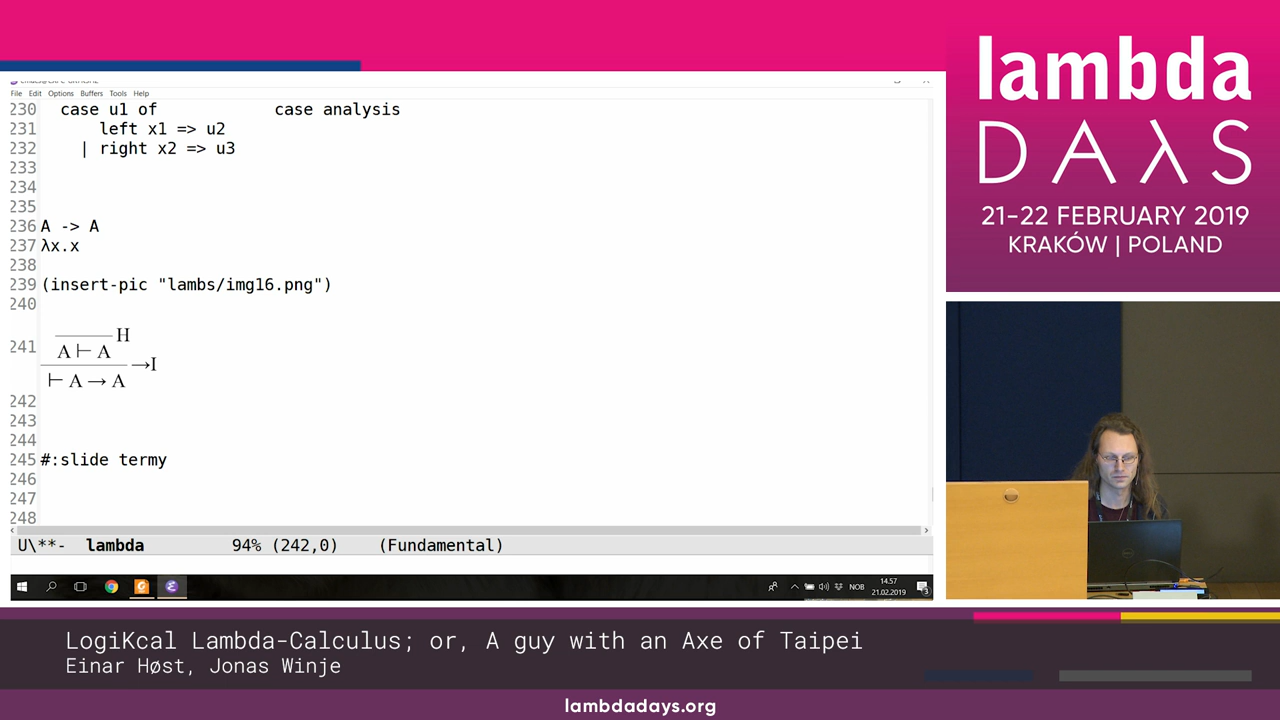 File Edit Options Buffers Tools Help
230 case u1 of case analysis
231 left x1 => u2
232 | right x2 => u3
233
234
235
236 A -> A
237 λx.x
238
239 (insert-pic "lambs/img16.png")
240
H
241 A ⊢ A
→I
⊢ A → A
242
243
244
245 #:slide termy
246
247
248
U\**- lambda 94% (242,0) (Fundamental)
NOB
14.57
21.02.2019
3
lambda
DAλS
21-22 FEBRUARY 2019
KRAKÓW | POLAND
LogiKcal Lambda-Calculus; or, A guy with an Axe of Taipei
Einar Høst, Jonas Winje
lambdadays.org